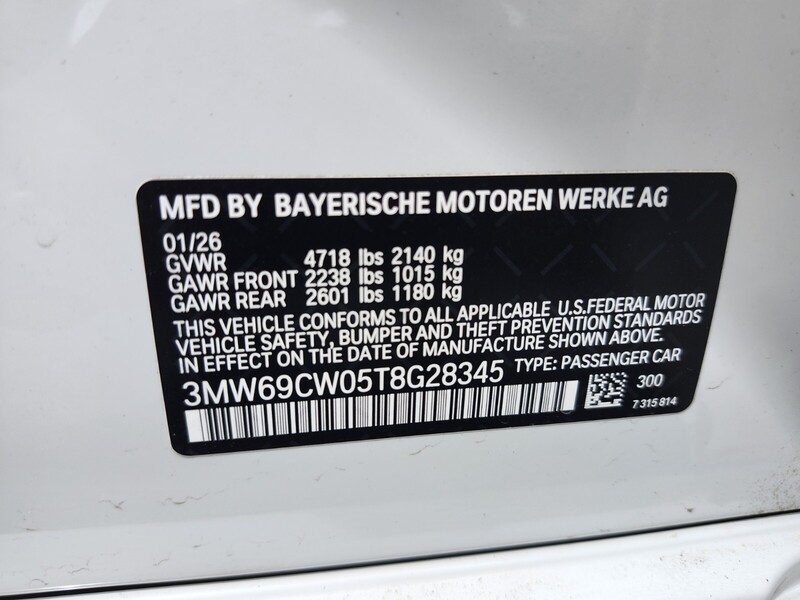 MFD BY BAYERISCHE MOTOREN WERKE AG
01/26
GVWR 4718 lbs 2140 kg
GAWR FRONT 2238 lbs 1015 kg
GAWR REAR 2601 lbs 1180 kg
THIS VEHICLE CONFORMS TO ALL APPLICABLE U.S.FEDERAL MOTOR
VEHICLE SAFETY, BUMPER AND THEFT PREVENTION STANDARDS
IN EFFECT ON THE DATE OF MANUFACTURE SHOWN ABOVE.
3MW69CW05T8G28345 TYPE: PASSENGER CAR
300
7 315 814